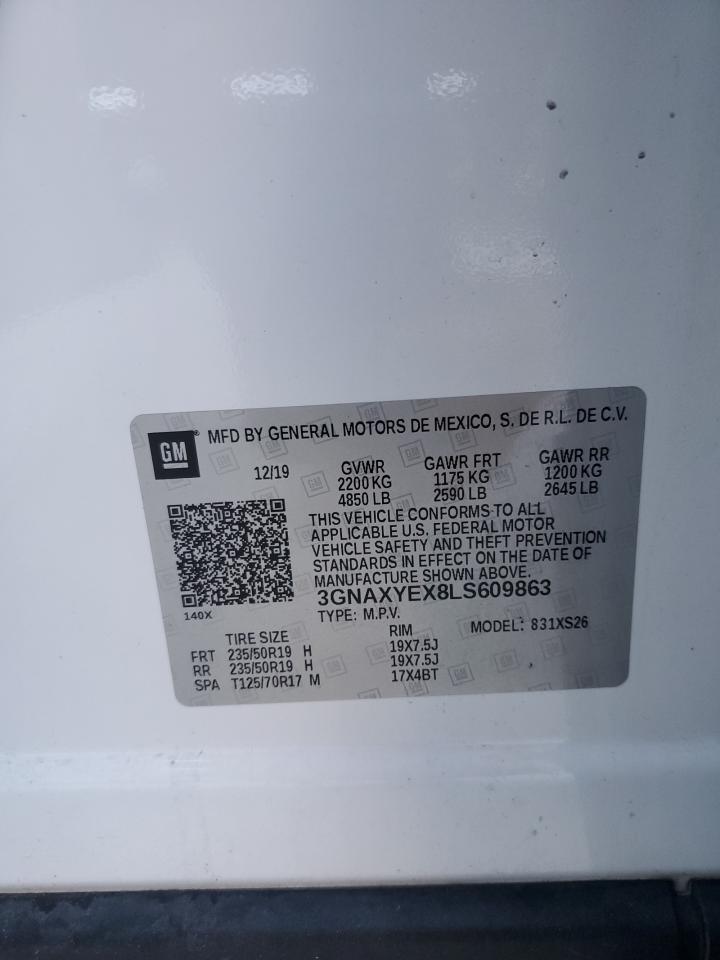 GM ® MFD BY GENERAL MOTORS DE MEXICO, S. DE R.L. DE C.V.
12/19 GVWR GAWR FRT GAWR RR
2200 KG 1175 KG 1200 KG
4850 LB 2590 LB 2645 LB
THIS VEHICLE CONFORMS TO ALL
APPLICABLE U.S. FEDERAL MOTOR
VEHICLE SAFETY AND THEFT PREVENTION
STANDARDS IN EFFECT ON THE DATE OF
MANUFACTURE SHOWN ABOVE.
3GNAXYEX8LS609863
140X TYPE: M.P.V. MODEL: 831XS26
TIRE SIZE RIM
FRT 235/50R19 H 19X7.5J
RR 235/50R19 H 19X7.5J
SPA T125/70R17 M 17X4BT